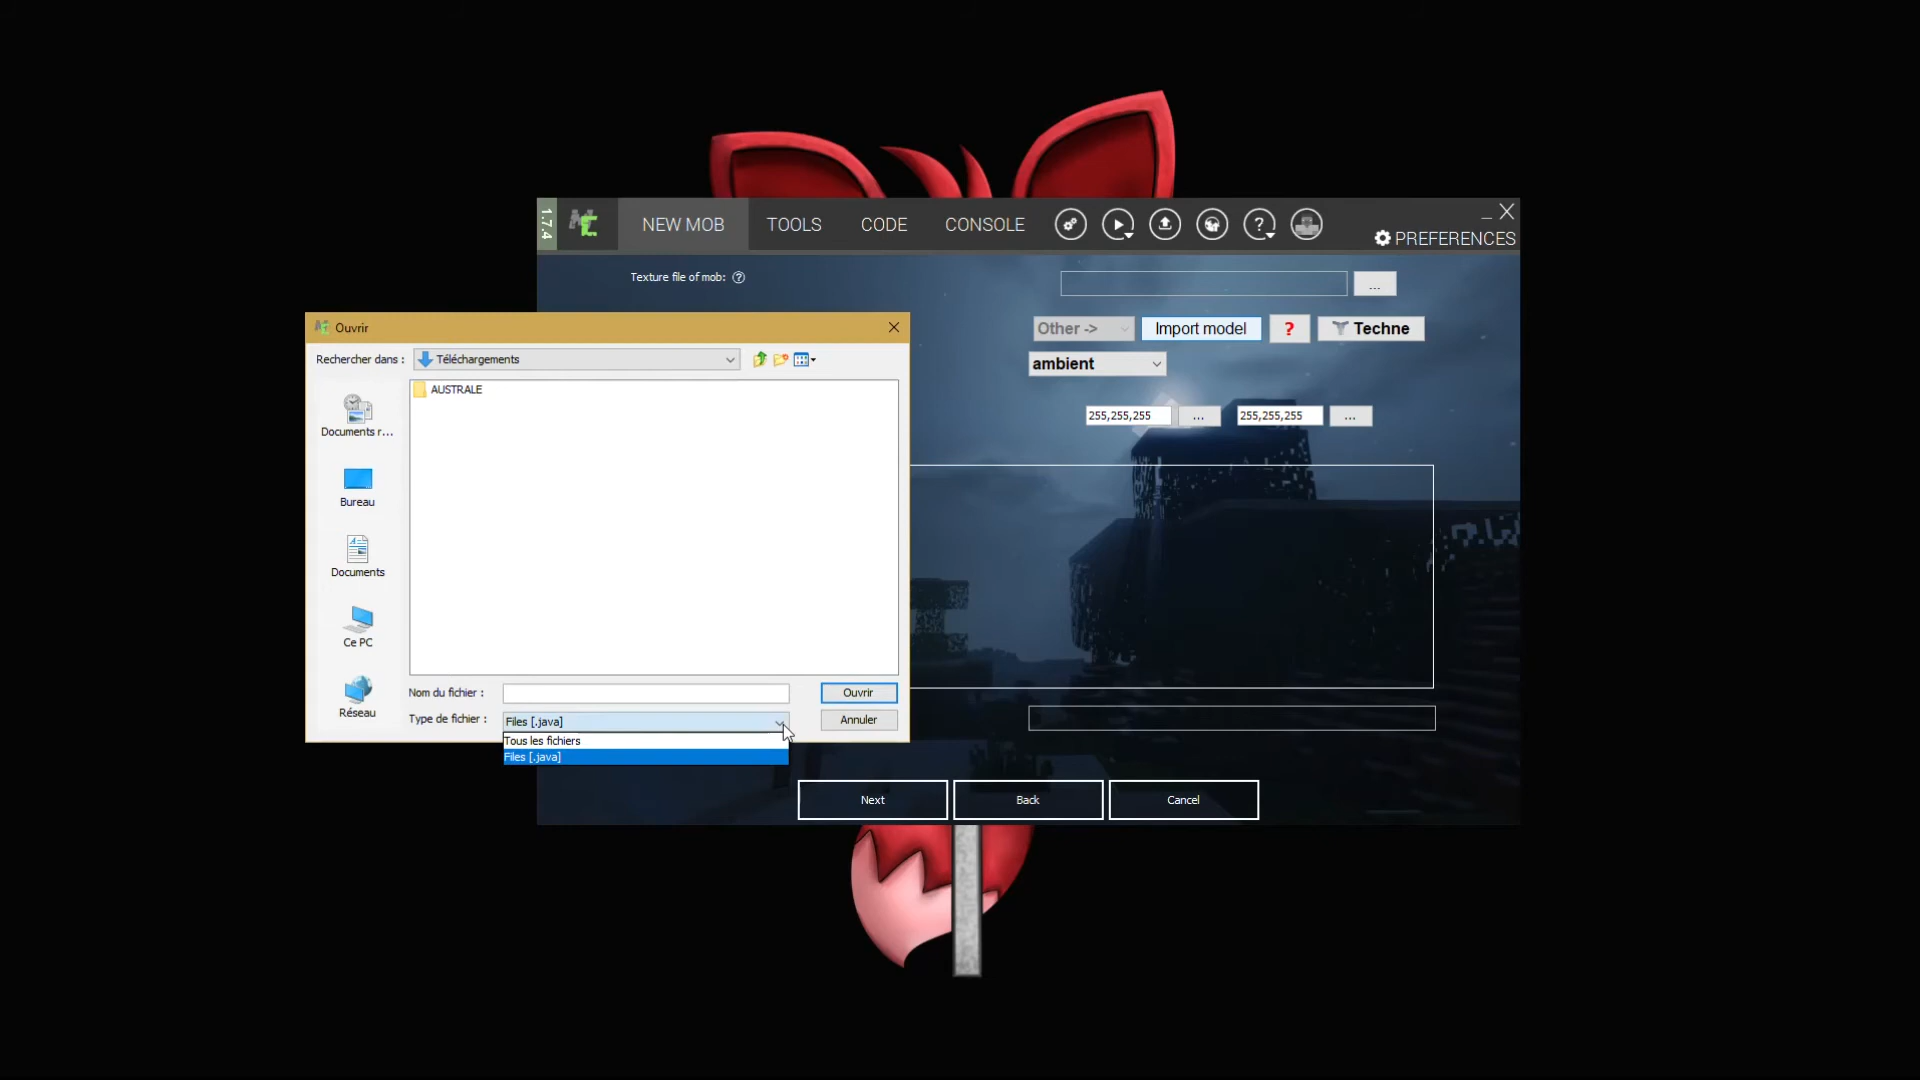 1.7.4
NEW MOB
TOOLS
CODE
CONSOLE
?
PREFERENCES
Texture file of mob: ?
...
Other ->
Import model
?
Techne
ambient
255,255,255
...
255,255,255
...
Ouvrir
Rechercher dans :
Téléchargements
AUSTRALE
Documents r...
Bureau
Documents
Ce PC
Réseau
Nom du fichier :
Ouvrir
Type de fichier :
Files [.java]
Annuler
Tous les fichiers
Files [.java]
Next
Back
Cancel